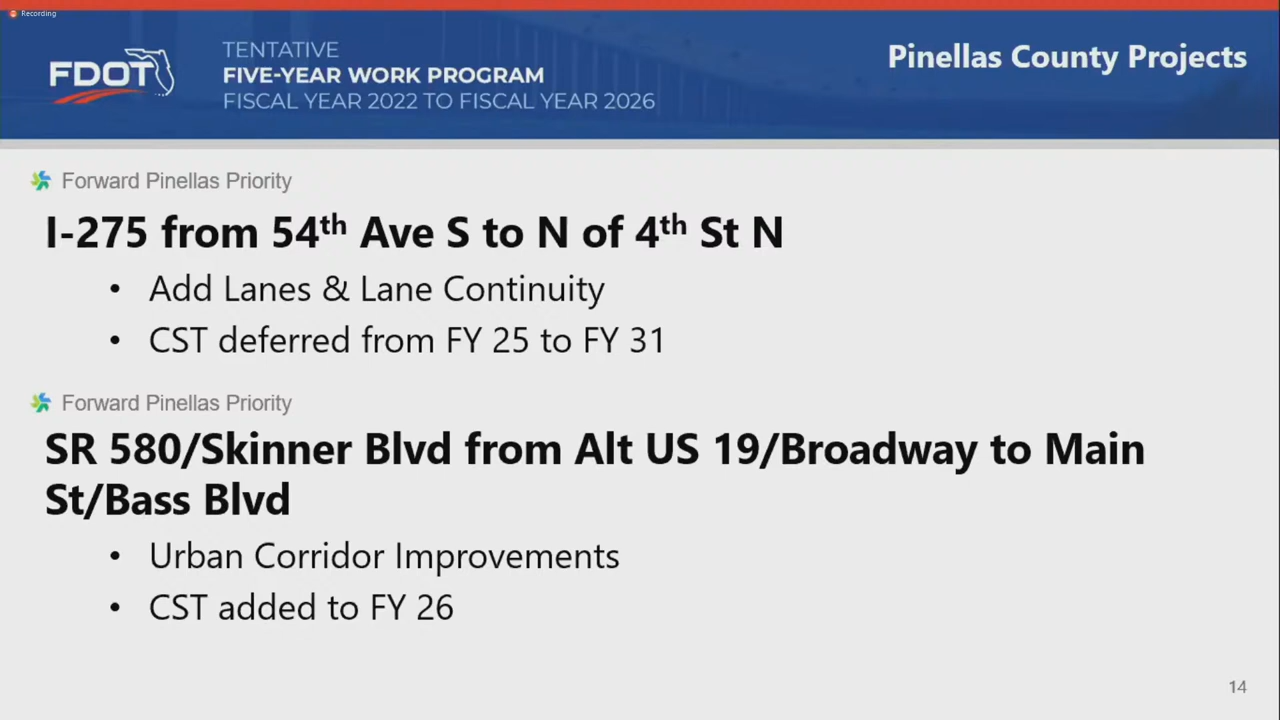 Recording
FDOT
TENTATIVE
FIVE-YEAR WORK PROGRAM
FISCAL YEAR 2022 TO FISCAL YEAR 2026
Pinellas County Projects
Forward Pinellas Priority
I-275 from 54th Ave S to N of 4th St N
• Add Lanes & Lane Continuity
• CST deferred from FY 25 to FY 31
Forward Pinellas Priority
SR 580/Skinner Blvd from Alt US 19/Broadway to Main
St/Bass Blvd
• Urban Corridor Improvements
• CST added to FY 26
14